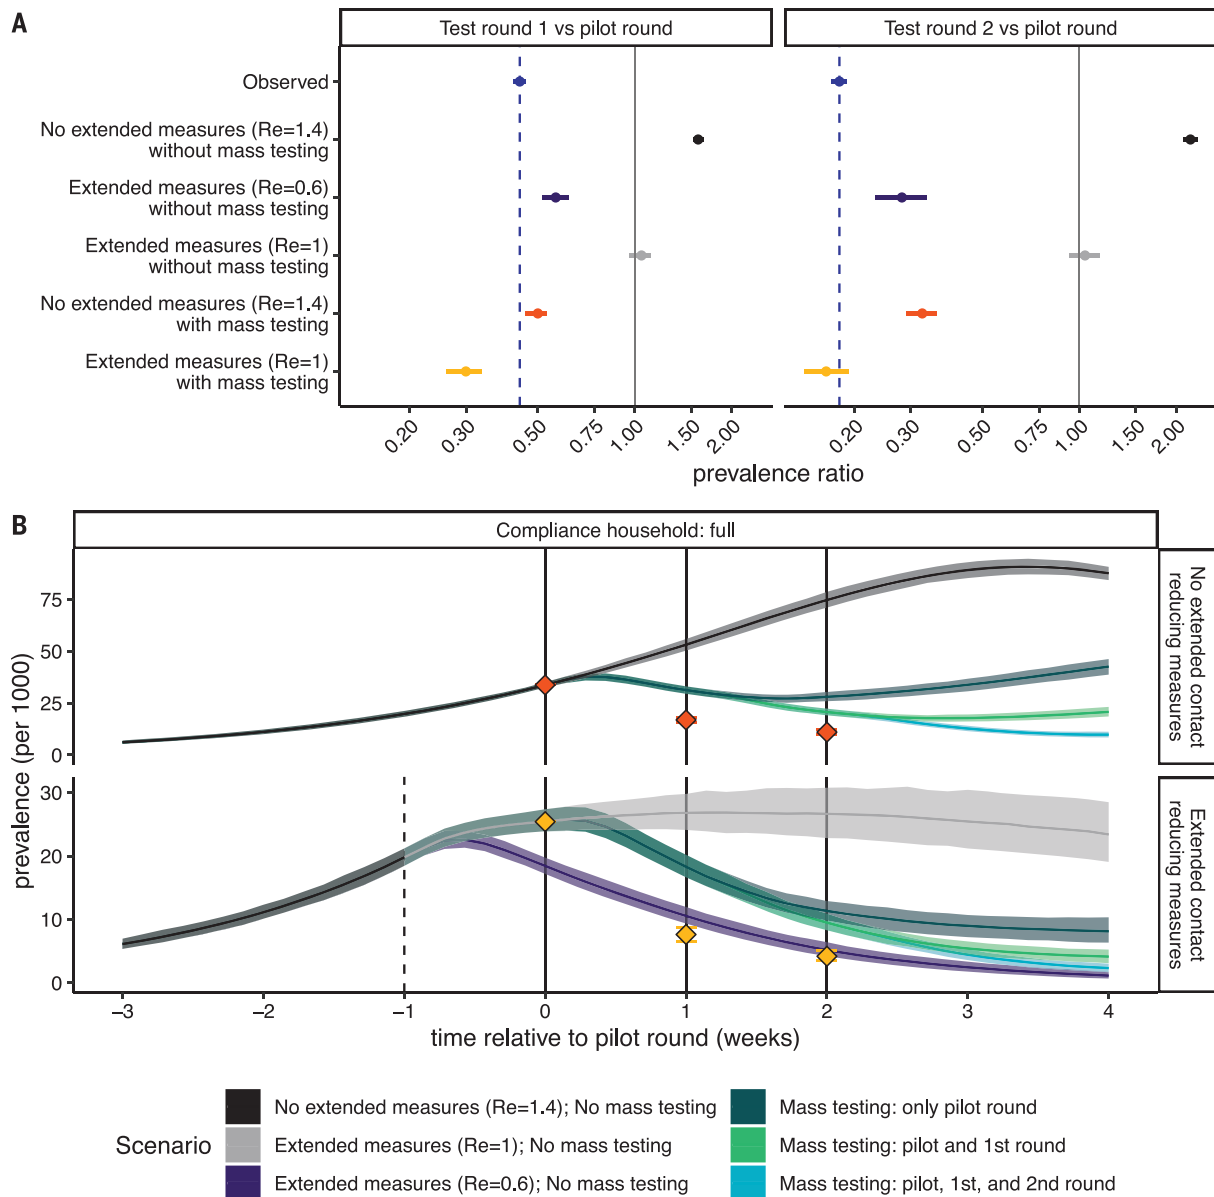 A
Test round 1 vs pilot round
Test round 2 vs pilot round
Observed
No extended measures (Re=1.4)
without mass testing
Extended measures (Re=0.6)
without mass testing
Extended measures (Re=1)
without mass testing
No extended measures (Re=1.4)
with mass testing
Extended measures (Re=1)
with mass testing
0.20 0.30 0.50 0.75 1.00 1.50 2.00
0.20 0.30 0.50 0.75 1.00 1.50 2.00
prevalence ratio
B
Compliance household: full
75
50
25
0
No extended contact
reducing measures
prevalence (per 1000)
30
20
10
0
Extended contact
reducing measures
−3 −2 −1 0 1 2 3 4
time relative to pilot round (weeks)
Scenario
No extended measures (Re=1.4); No mass testing
Extended measures (Re=1); No mass testing
Extended measures (Re=0.6); No mass testing
Mass testing: only pilot round
Mass testing: pilot and 1st round
Mass testing: pilot, 1st, and 2nd round